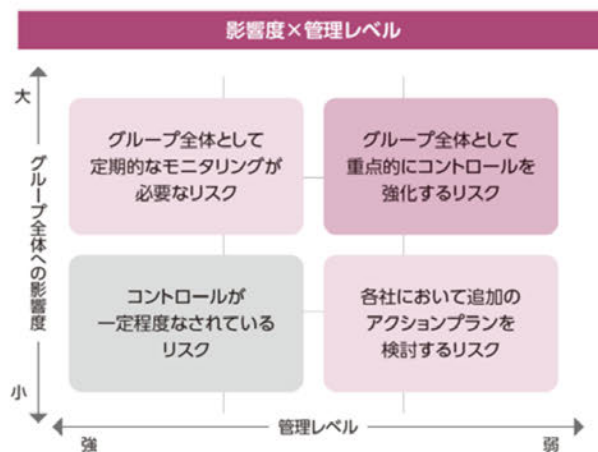 影響度×管理レベル
大
グループ全体への影響度
小
グループ全体として
定期的なモニタリングが
必要なリスク
グループ全体として
重点的にコントロールを
強化するリスク
コントロールが
一定程度なされている
リスク
各社において追加の
アクションプランを
検討するリスク
強
管理レベル
弱